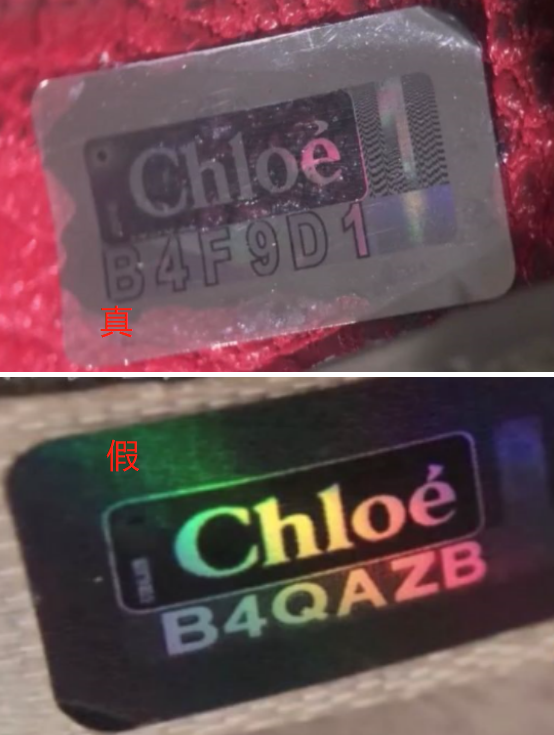 Chloé
B4F9D1
真
假
Chloé
B4QAZB